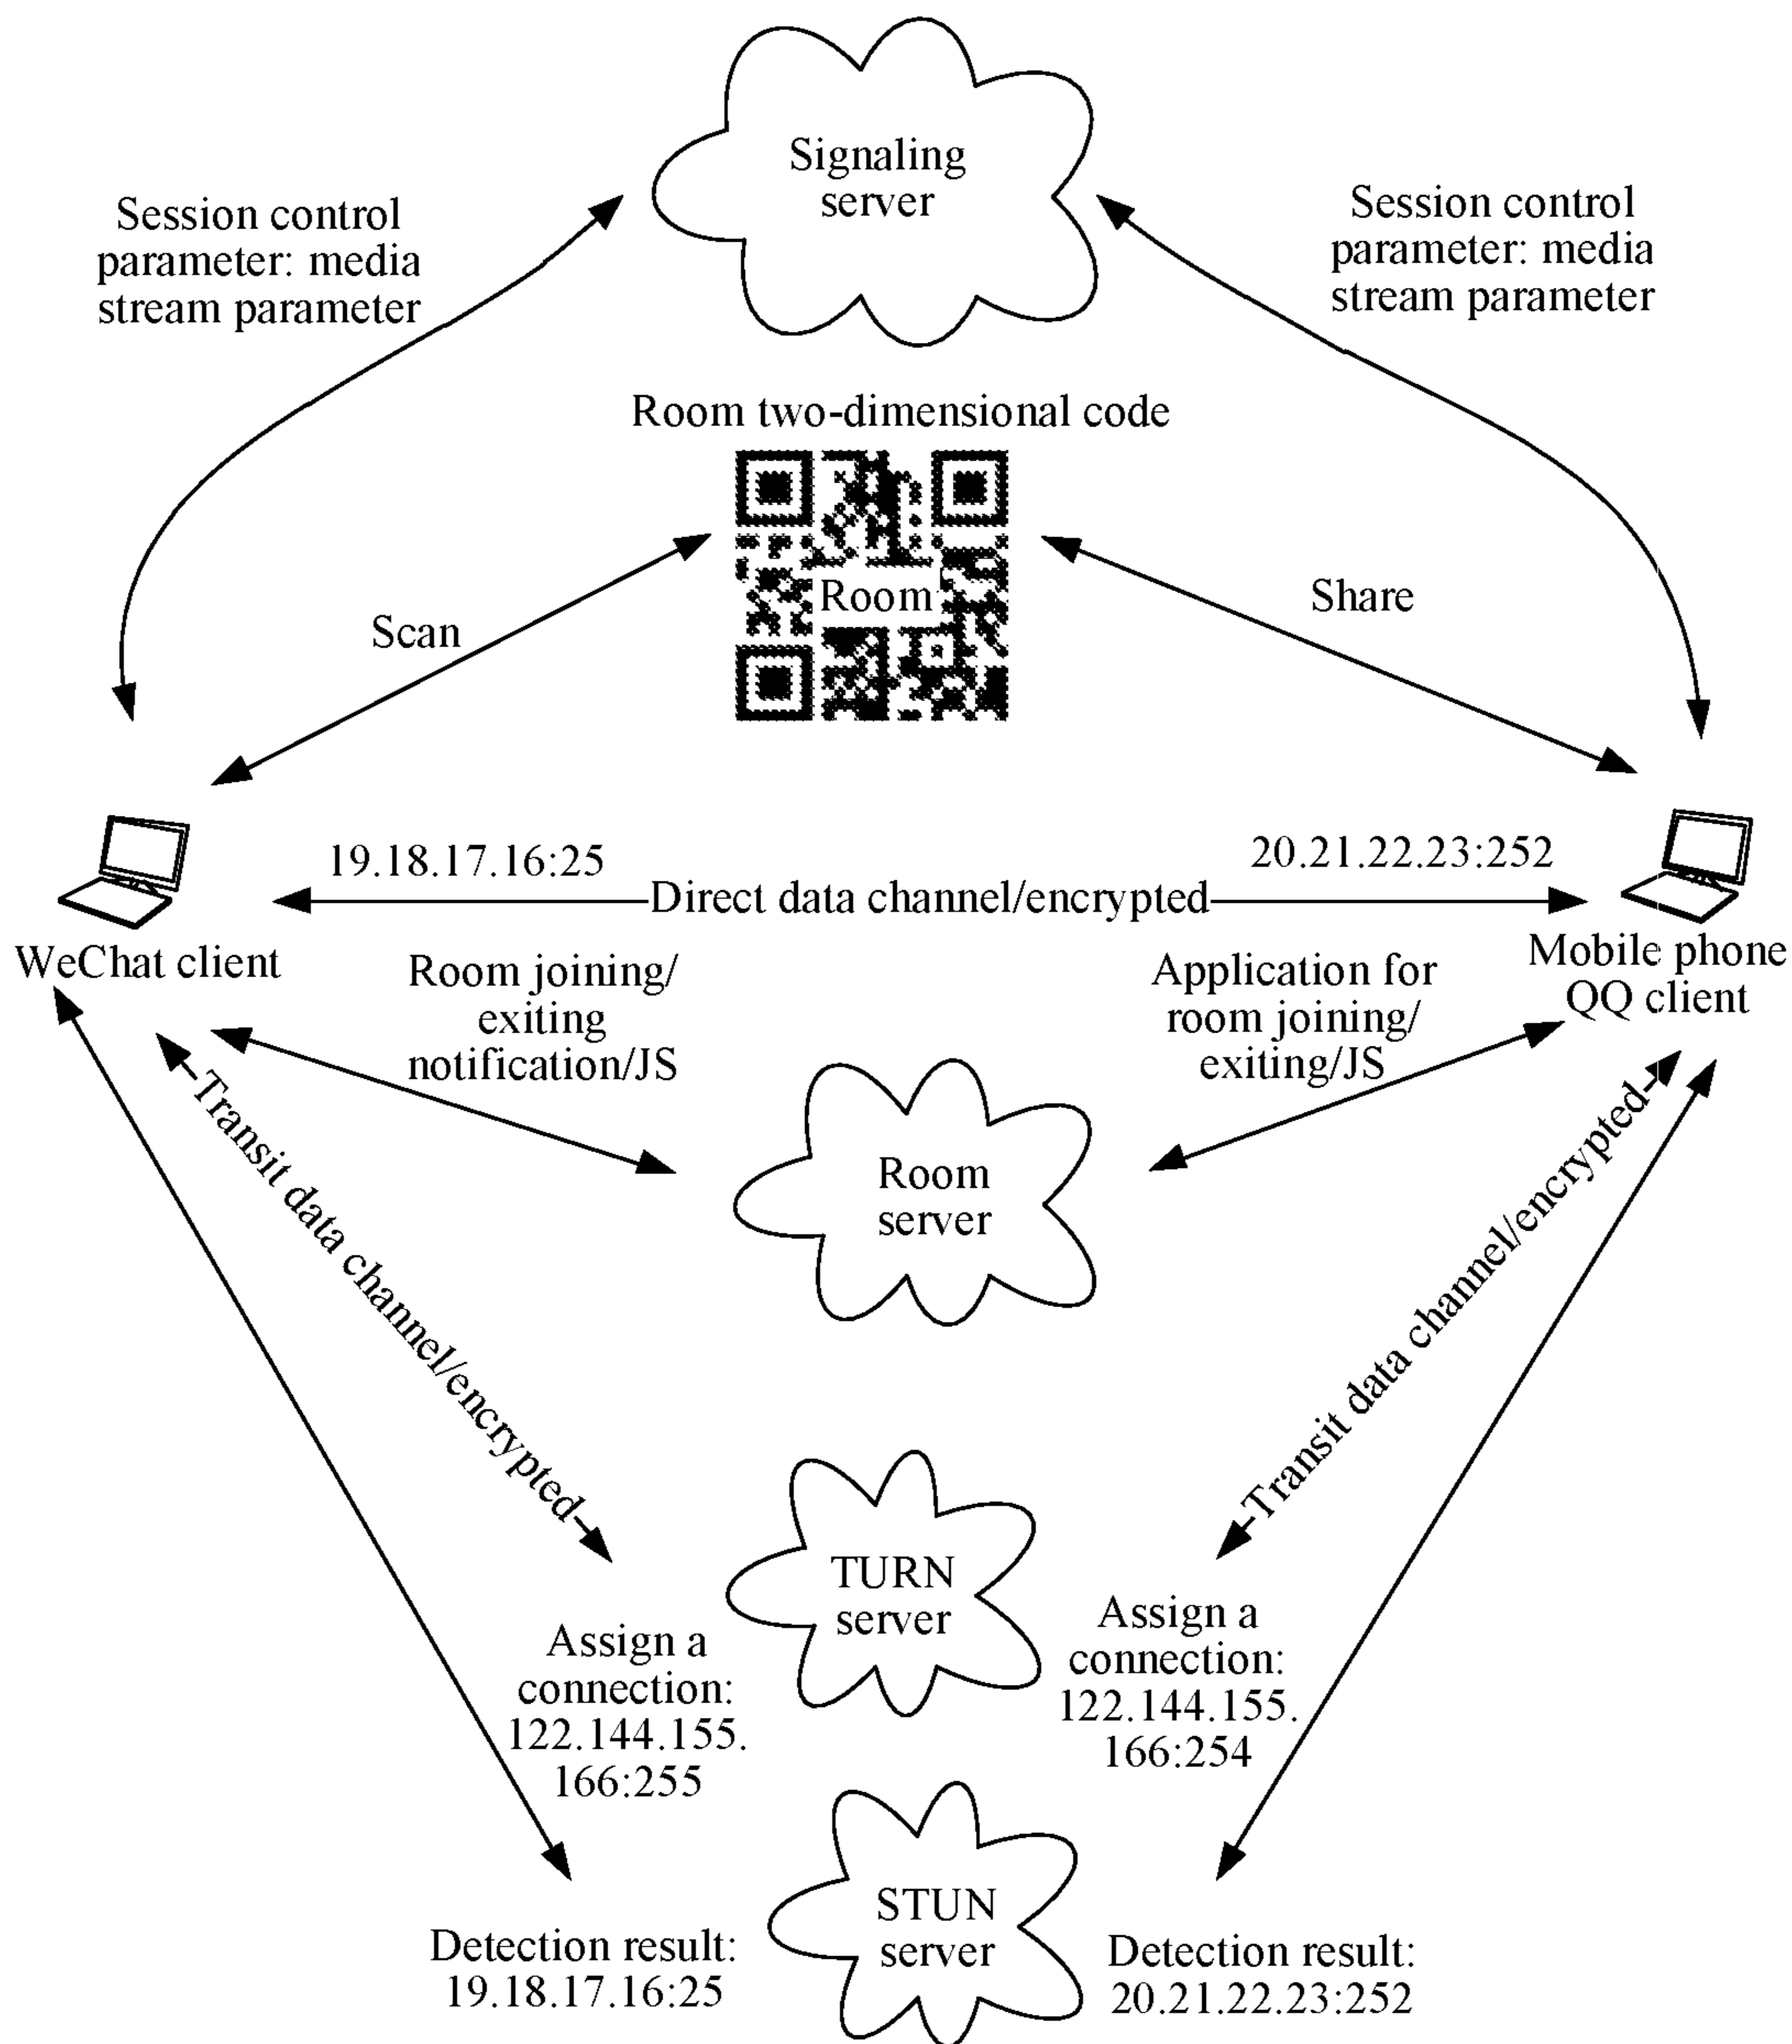 Signaling
server
Session control
parameter: media
stream parameter
Session control
parameter: media
stream parameter
Room two-dimensional code
Room
Scan
Share
19.18.17.16:25
20.21.22.23:252
Direct data channel/encrypted
WeChat client
Mobile phone
QQ client
Room joining/
exiting
notification/JS
Application for
room joining/
exiting/JS
Room
server
Transit data channel/encrypted
Transit data channel/encrypted
TURN
server
Assign a
connection:
122.144.155.
166:255
Assign a
connection:
122.144.155.
166:254
STUN
server
Detection result:
19.18.17.16:25
Detection result:
20.21.22.23:252